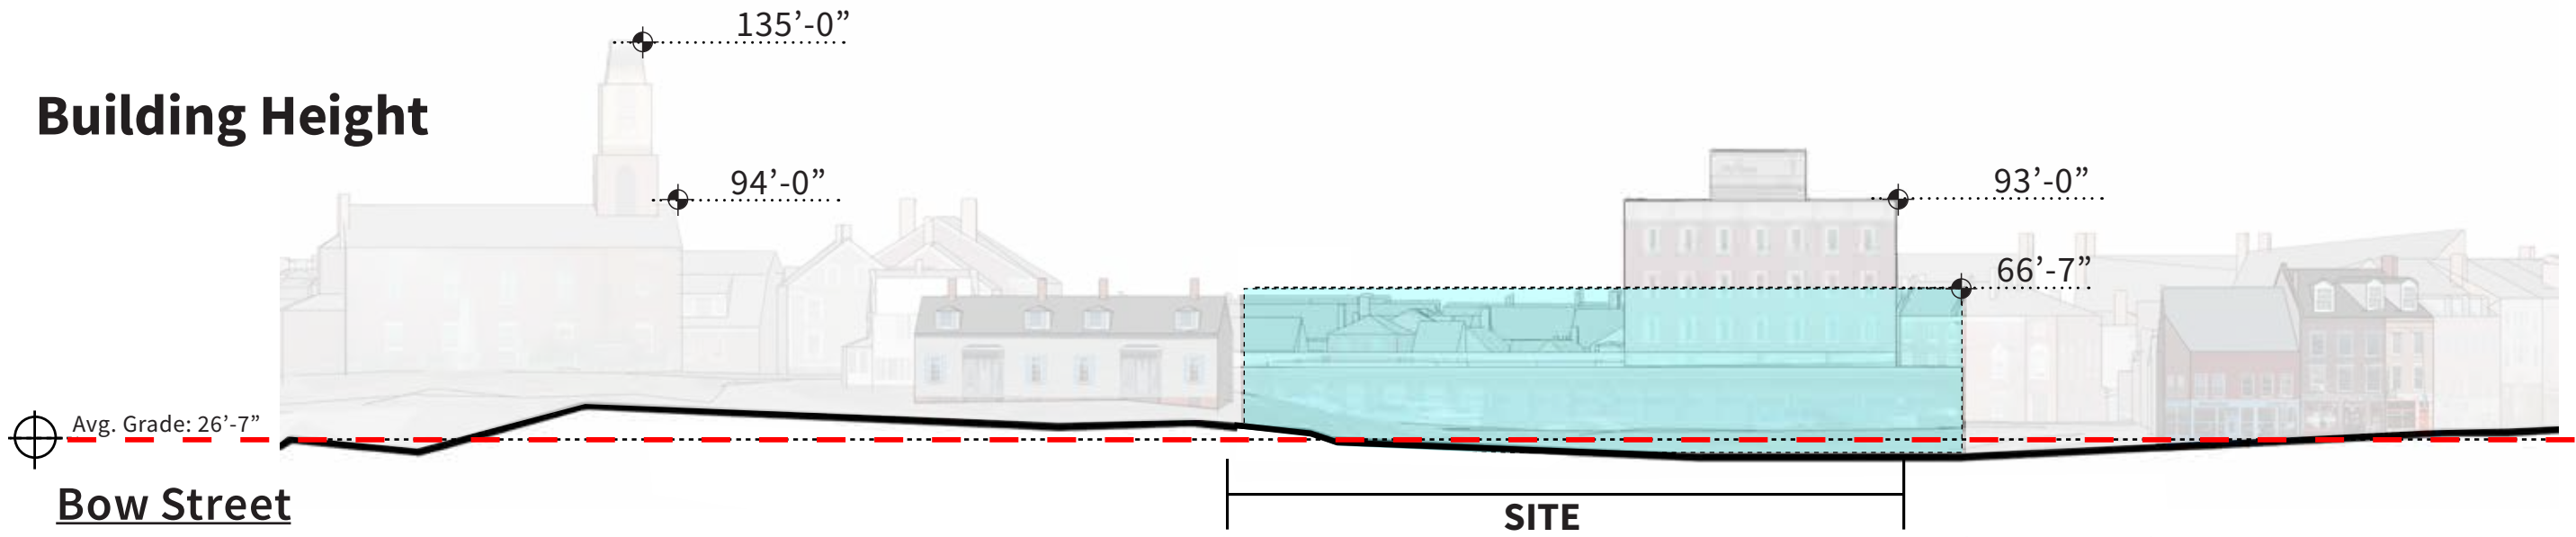 135’-0”
Building Height
94’-0”
93’-0”
66’-7”
Avg. Grade: 26’-7”
Bow Street
SITE